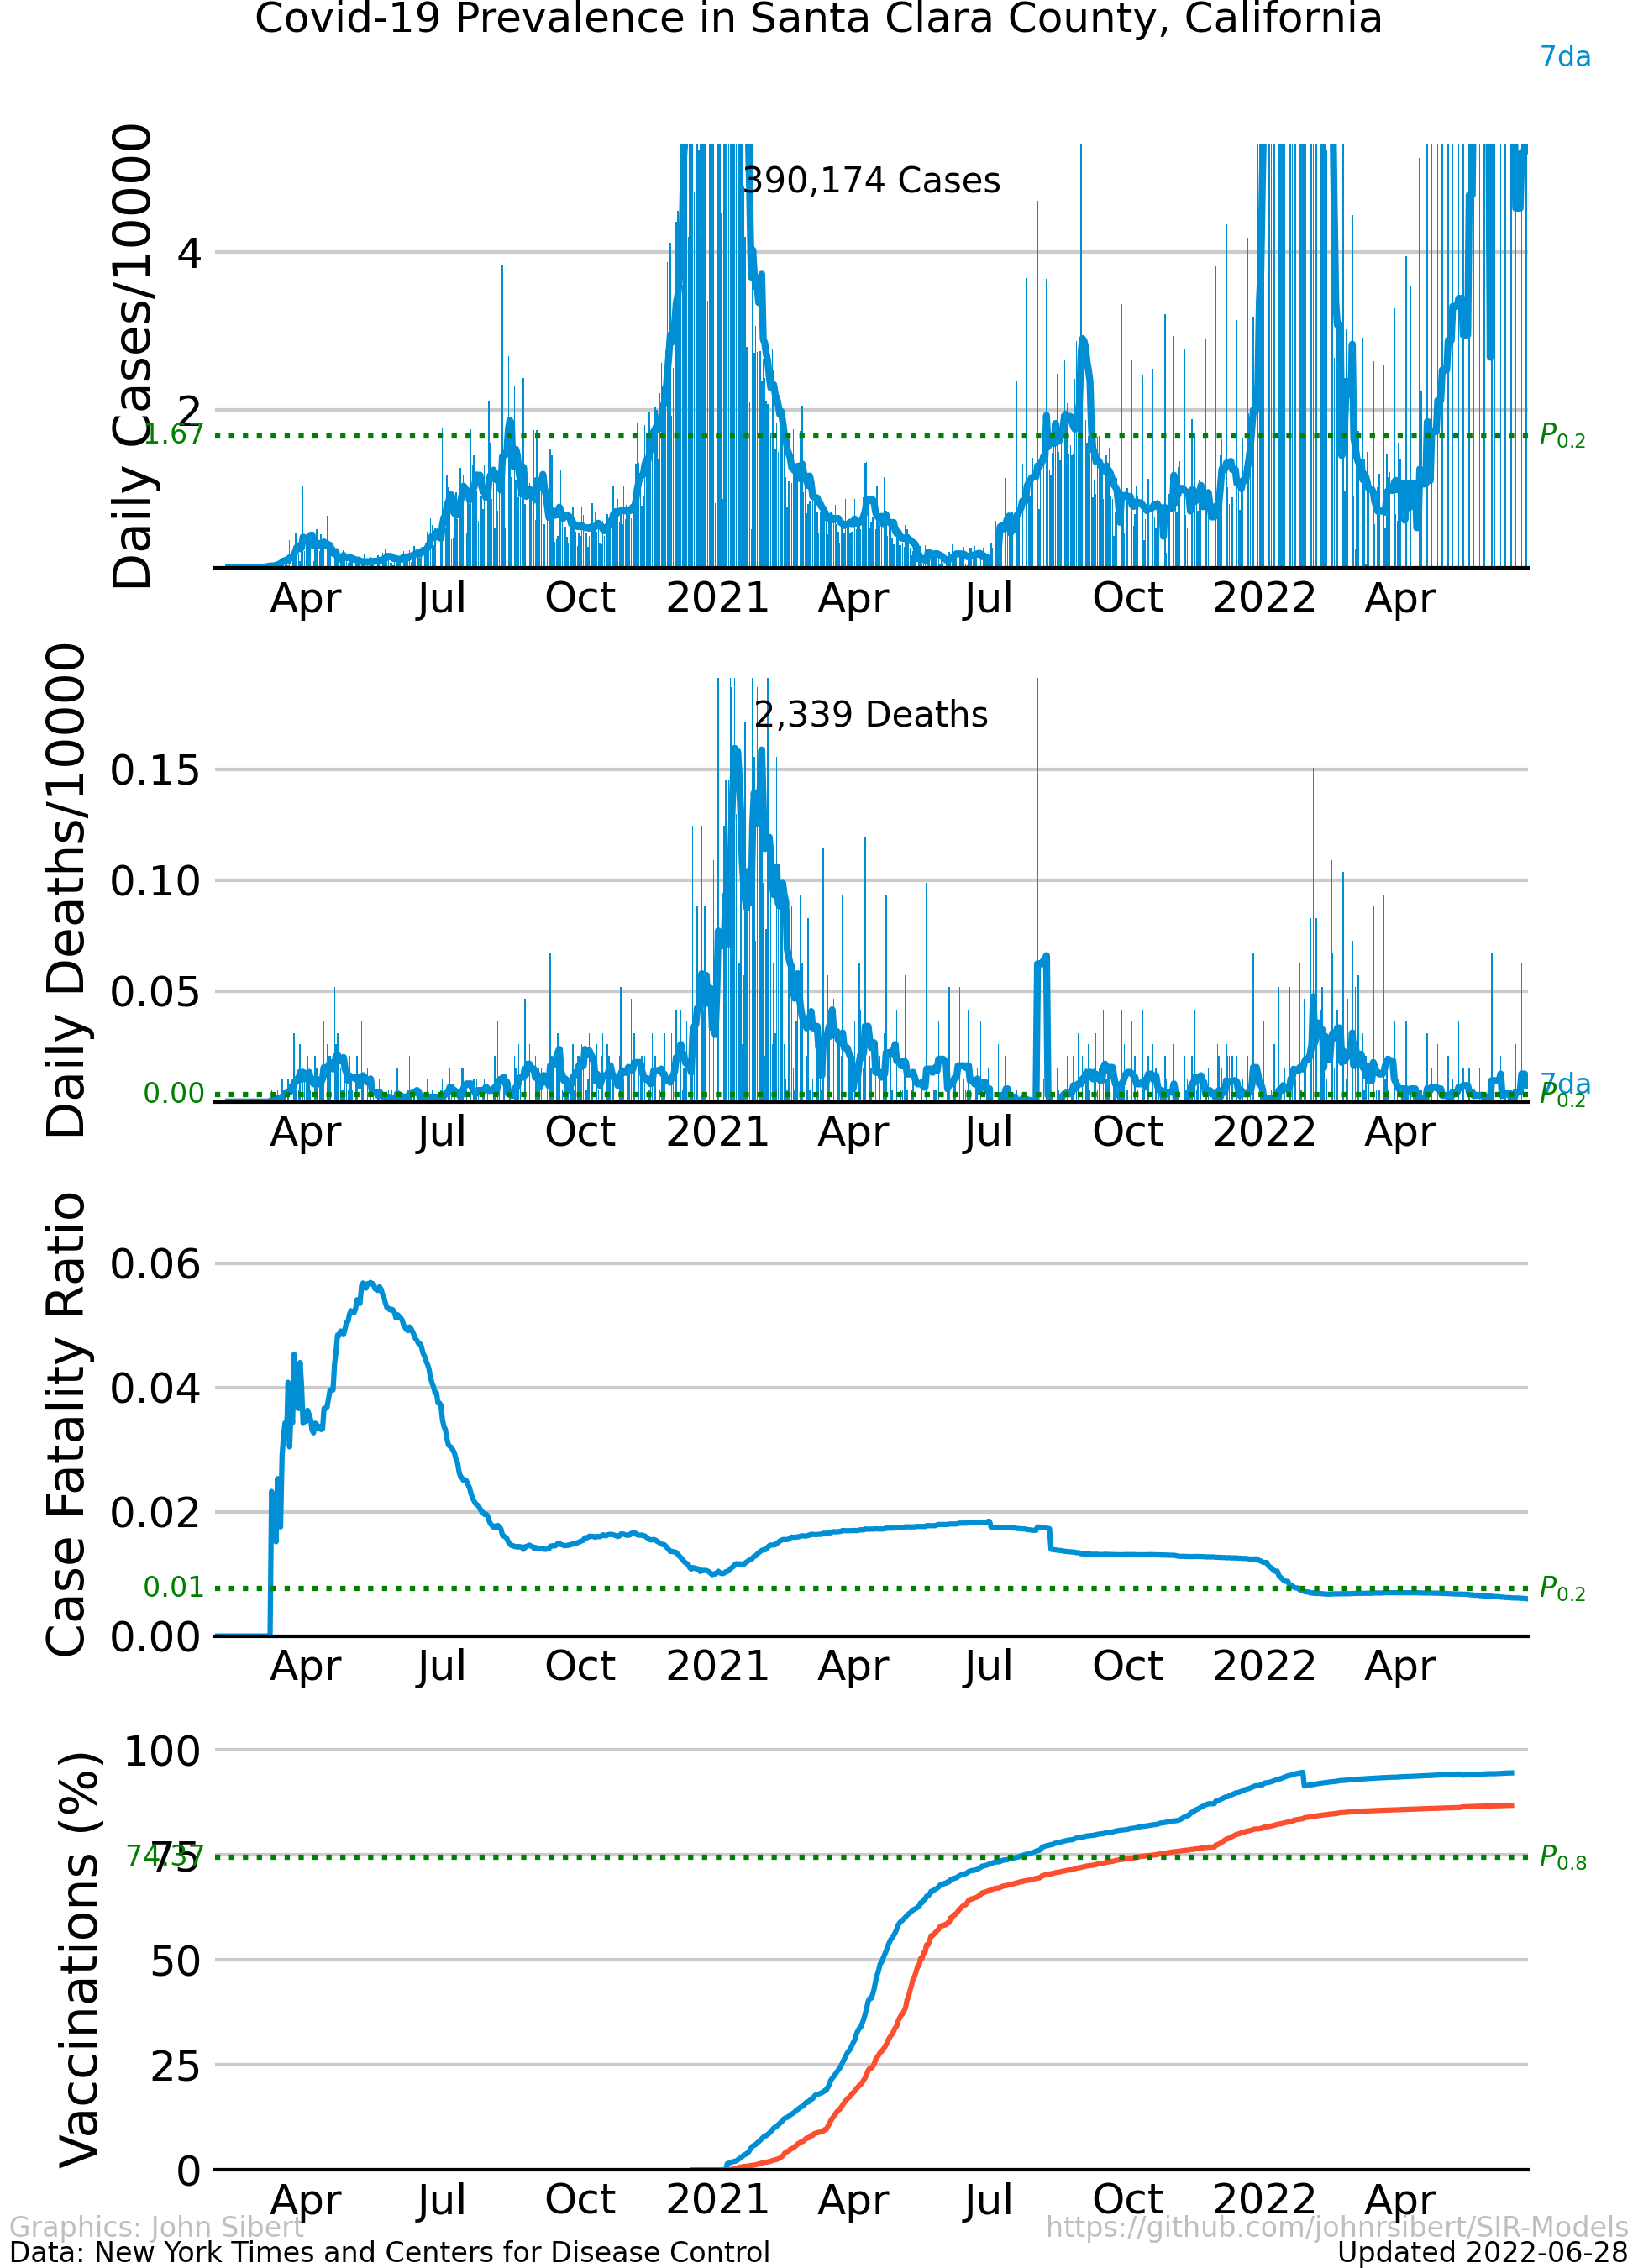 Covid-19 Prevalence in Santa Clara County, California
7da
Daily Cases/10000
390,174 Cases
4
2
1.67
P0.2
Apr Jul Oct 2021 Apr Jul Oct 2022 Apr
Daily Deaths/10000
2,339 Deaths
0.15
0.10
0.05
0.00
7da
P0.2
Apr Jul Oct 2021 Apr Jul Oct 2022 Apr
Case Fatality Ratio
0.06
0.04
0.02
0.01
P0.2
0.00
Apr Jul Oct 2021 Apr Jul Oct 2022 Apr
Vaccinations (%)
100
75
74.37
P0.8
50
25
0
Apr Jul Oct 2021 Apr Jul Oct 2022 Apr
Graphics: John Sibert https://github.com/johnrsibert/SIR-Models
Data: New York Times and Centers for Disease Control Updated 2022-06-28